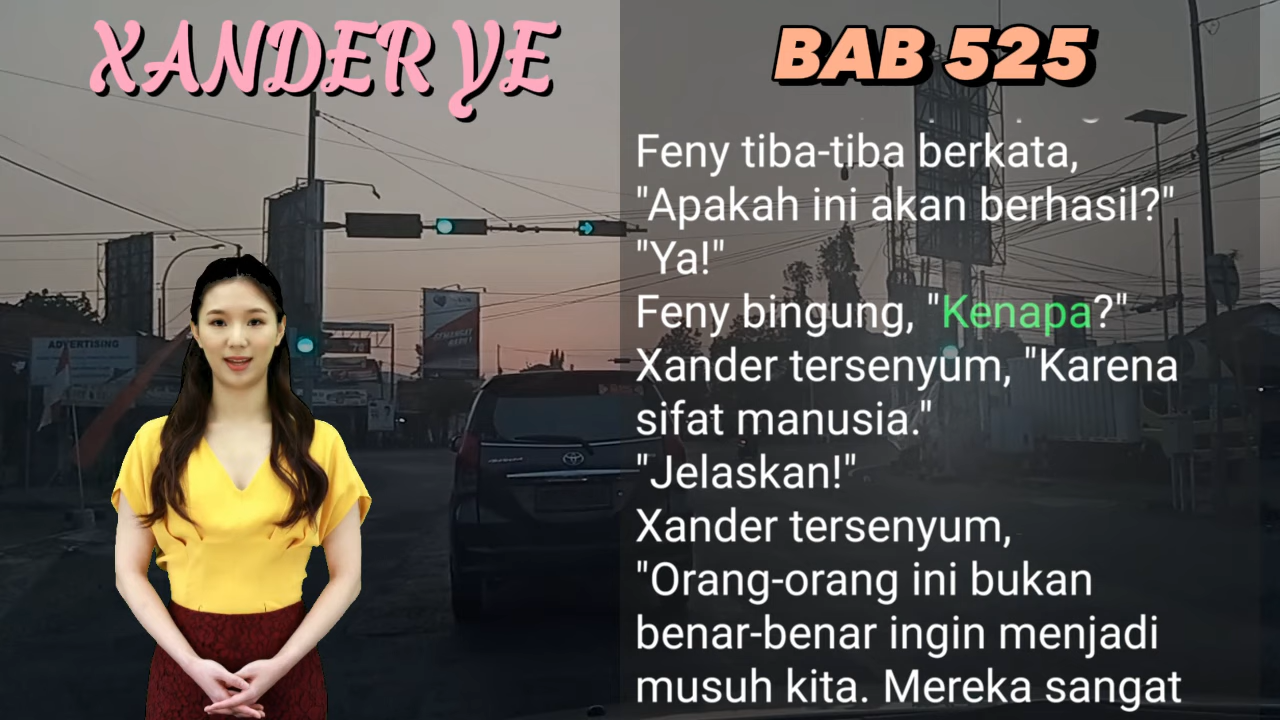 XANDER YE
BAB 525
Feny tiba-tiba berkata,
"Apakah ini akan berhasil?"
"Ya!"
Feny bingung, "Kenapa?"
Xander tersenyum, "Karena
sifat manusia."
"Jelaskan!"
Xander tersenyum,
"Orang-orang ini bukan
benar-benar ingin menjadi
musuh kita. Mereka sangat
ADVERTISING